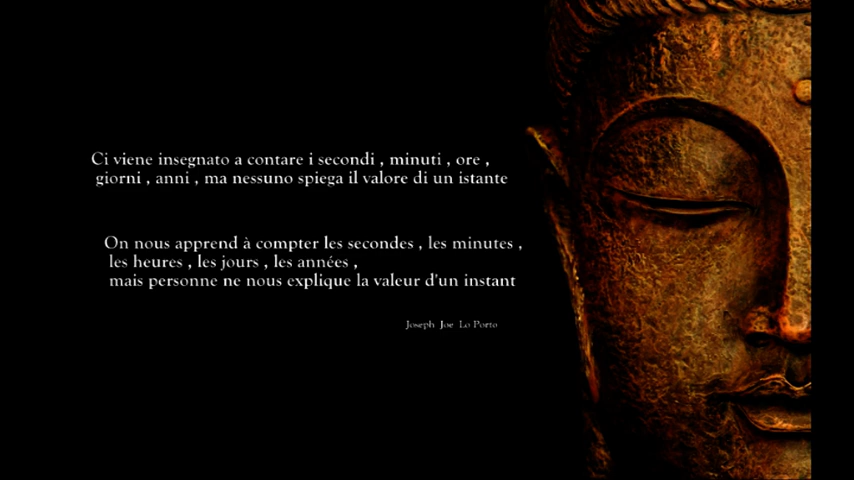 Ci viene insegnato a contare i secondi , minuti , ore ,
giorni , anni , ma nessuno spiega il valore di un istante
On nous apprend à compter les secondes , les minutes ,
les heures , les jours , les années ,
mais personne ne nous explique la valeur d'un instant
Joseph Joe Lo Porto